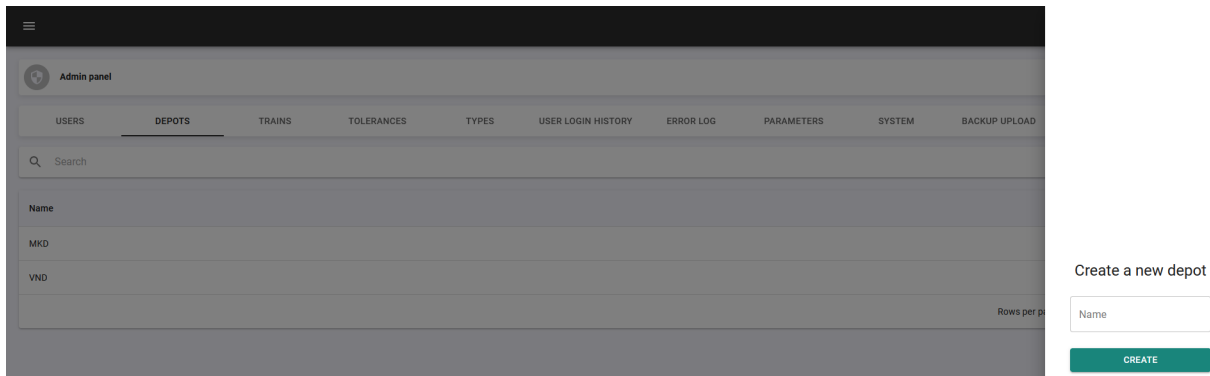 Admin panel
USERS DEPOTS TRAINS TOLERANCES TYPES USER LOGIN HISTORY ERROR LOG PARAMETERS SYSTEM BACKUP UPLOAD
Search
Name
MKD
VND
Rows per
Create a new depot
Name
CREATE